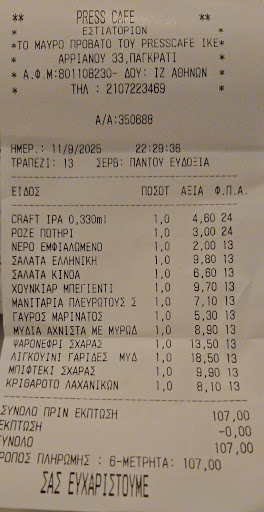 ** PRESS CAFE **
* ΕΣΤΙΑΤΟΡΙΟΝ *
*ΤΟ ΜΑΥΡΟ ΠΡΟΒΑΤΟ ΤΟΥ PRESSCAFE ΙΚΕ*
* ΑΡΡΙΑΝΟΥ 33,ΠΑΓΚΡΑΤΙ *
* Α.Φ.Μ:801108230- ΔΟΥ: ΙΖ ΑΘΗΝΩΝ *
* ΤΗΛ : 2107223469 *
Α/Α:350688
ΗΜΕΡ.: 11/9/2025 22:29:36
ΤΡΑΠΕΖΙ: 13 ΣΕΡΒ: ΠΑΝΤΟΥ ΕΥΔΟΞΙΑ
ΕΙΔΟΣ ΠΟΣΟΤ ΑΞΙΑ Φ.Π.Α.
CRAFT IPA 0,330ml 1,0 4,60 24
ΡΟΖΕ ΠΟΤΗΡΙ 1,0 3,00 24
ΝΕΡΟ ΕΜΦΙΑΛΩΜΕΝΟ 1,0 2,00 13
ΣΑΛΑΤΑ ΕΛΛΗΝΙΚΗ 1,0 9,80 13
ΣΑΛΑΤΑ ΚΙΝΟΑ 1,0 6,60 13
ΧΟΥΝΚΙΑΡ ΜΠΕΓΙΕΝΤΙ 1,0 9,70 13
ΜΑΝΙΤΑΡΙΑ ΠΛΕΥΡΩΤΟΥΣ Σ 1,0 7,10 13
ΓΑΥΡΟΣ ΜΑΡΙΝΑΤΟΣ 1,0 5,30 13
ΜΥΔΙΑ ΑΧΝΙΣΤΑ ΜΕ ΜΥΡΩΔ 1,0 8,90 13
ΨΑΡΟΝΕΦΡΙ ΣΧΑΡΑΣ 1,0 13,50 13
ΛΙΓΚΟΥΙΝΙ ΓΑΡΙΔΕΣ ΜΥΔ 1,0 18,50 13
ΜΠΙΦΤΕΚΙ ΣΧΑΡΑΣ 1,0 9,90 13
ΚΡΙΘΑΡΟΤΟ ΛΑΧΑΝΙΚΩΝ 1,0 8,10 13
ΣΥΝΟΛΟ ΠΡΙΝ ΕΚΠΤΩΣΗ 107,00
ΕΚΠΤΩΣΗ -0,00
ΣΥΝΟΛΟ 107,00
ΤΡΟΠΟΣ ΠΛΗΡΩΜΗΣ : 6-ΜΕΤΡΗΤΑ: 107,00
ΣΑΣ ΕΥΧΑΡΙΣΤΟΥΜΕ